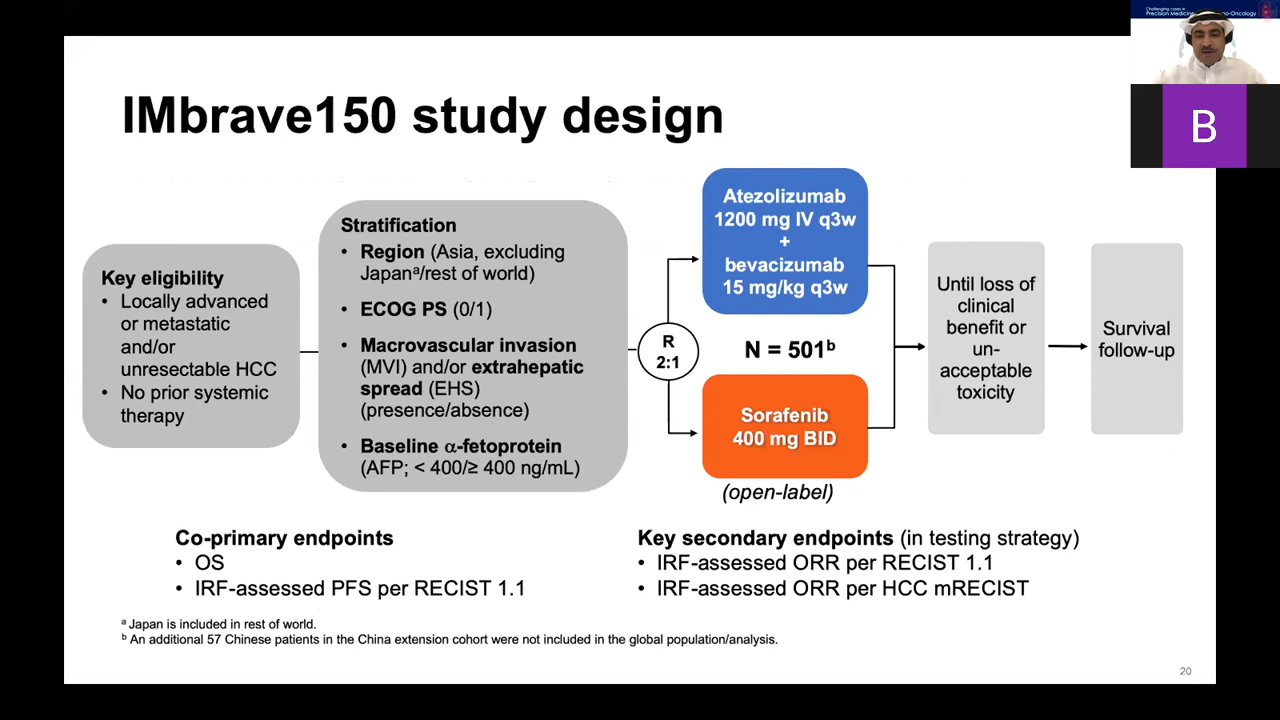 Challenging cases in
Precision Medicine
no-Oncology
B
IMbrave150 study design
Key eligibility
• Locally advanced
or metastatic
and/or
unresectable HCC
• No prior systemic
therapy
Stratification
• Region (Asia, excluding
Japanᵃ/rest of world)
• ECOG PS (0/1)
• Macrovascular invasion
(MVI) and/or extrahepatic
spread (EHS)
(presence/absence)
• Baseline α-fetoprotein
(AFP; < 400/≥ 400 ng/mL)
R
2:1
Atezolizumab
1200 mg IV q3w
+
bevacizumab
15 mg/kg q3w
N = 501ᵇ
Sorafenib
400 mg BID
(open-label)
Until loss of
clinical
benefit or
un-
acceptable
toxicity
Survival
follow-up
Co-primary endpoints
• OS
• IRF-assessed PFS per RECIST 1.1
Key secondary endpoints (in testing strategy)
• IRF-assessed ORR per RECIST 1.1
• IRF-assessed ORR per HCC mRECIST
ᵃ Japan is included in rest of world.
ᵇ An additional 57 Chinese patients in the China extension cohort were not included in the global population/analysis.
20